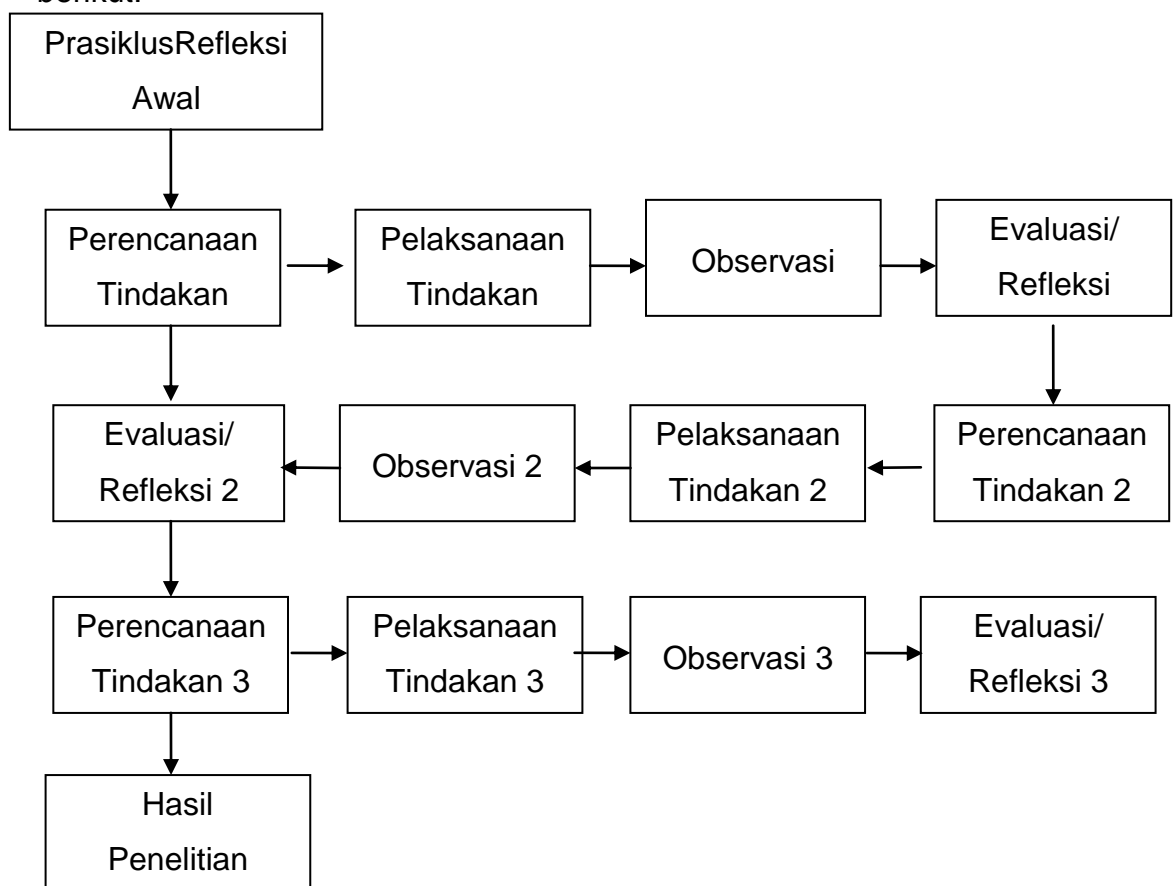 berikut:
PrasiklusRefleksi
Awal
Perencanaan
Tindakan
Pelaksanaan
Tindakan
Observasi
Evaluasi/
Refleksi
Evaluasi/
Refleksi 2
Observasi 2
Pelaksanaan
Tindakan 2
Perencanaan
Tindakan 2
Perencanaan
Tindakan 3
Pelaksanaan
Tindakan 3
Observasi 3
Evaluasi/
Refleksi 3
Hasil
Penelitian